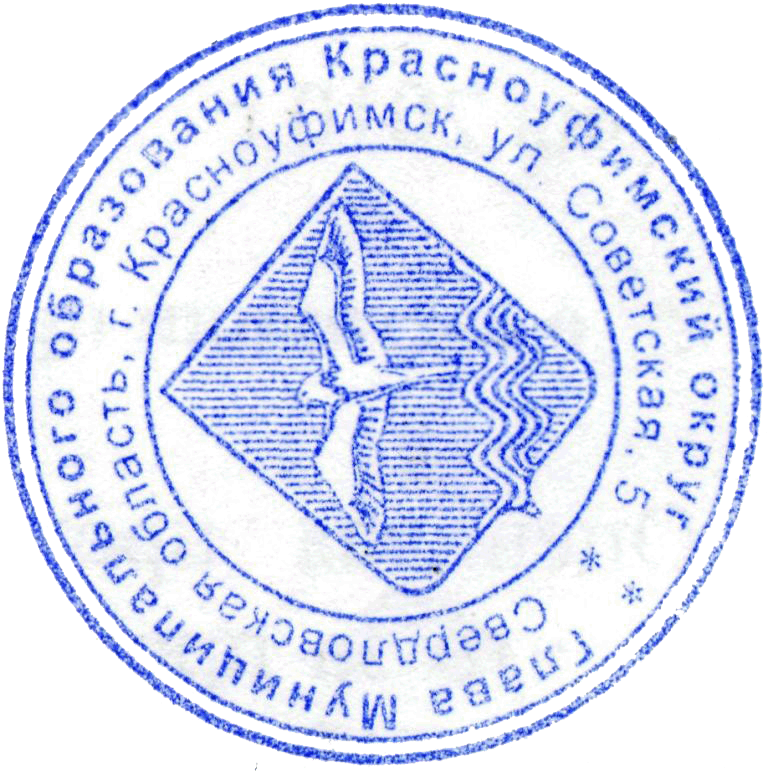 Глава Муниципального образования Красноуфимский округ *
Свердловская область, г. Красноуфимск, ул. Советская, 5 *